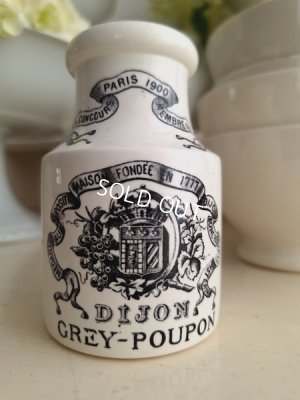 PARIS 1900
CONCOURS MEMBRE
MAISON FONDÉE EN 1777
SOLD OUT
DIJON
GREY-POUPON